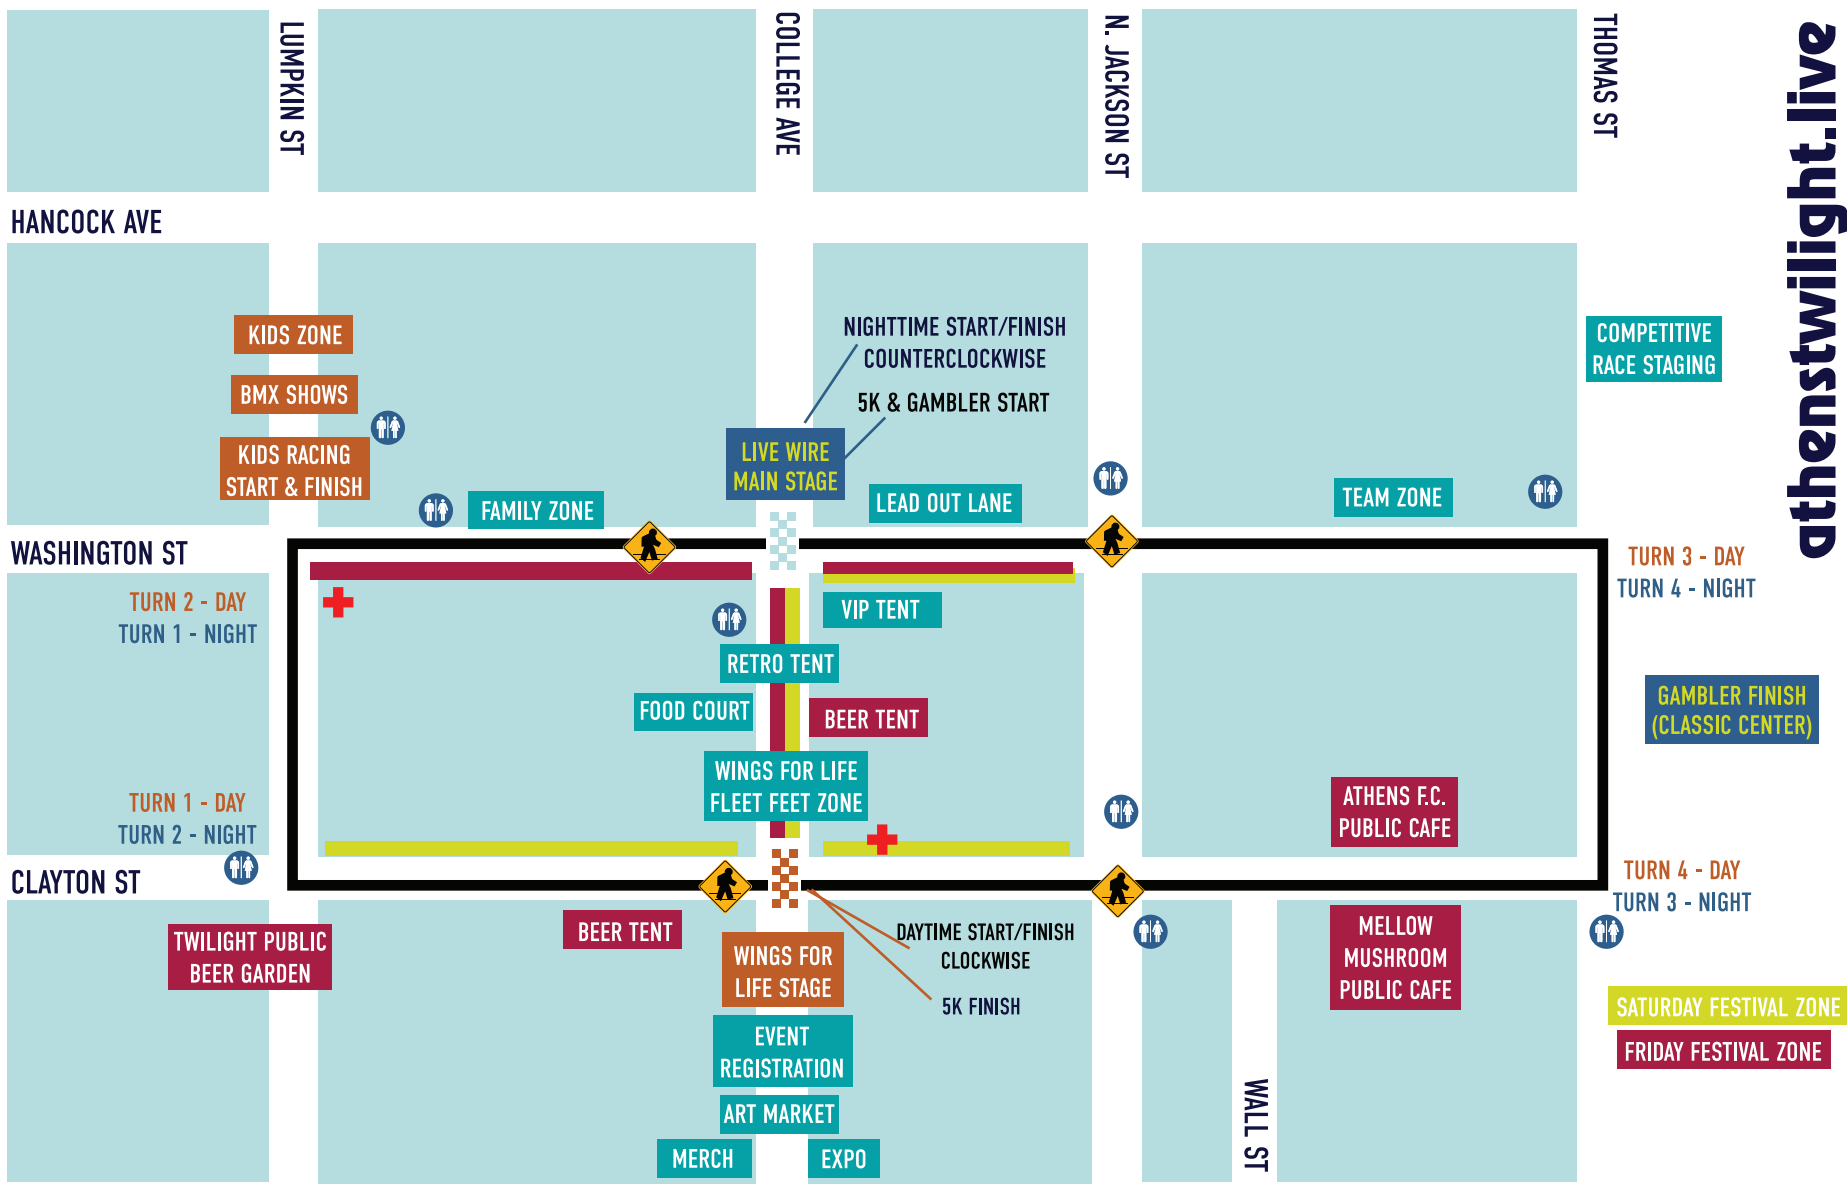 LUMPKIN ST
COLLEGE AVE
N. JACKSON ST
THOMAS ST
athenstwilight.live
HANCOCK AVE
KIDS ZONE
BMX SHOWS
KIDS RACING
START & FINISH
NIGHTTIME START/FINISH
COUNTERCLOCKWISE
5K & GAMBLER START
COMPETITIVE
RACE STAGING
LIVE WIRE
MAIN STAGE
FAMILY ZONE
LEAD OUT LANE
TEAM ZONE
WASHINGTON ST
TURN 3 - DAY
TURN 4 - NIGHT
TURN 2 - DAY
TURN 1 - NIGHT
VIP TENT
RETRO TENT
FOOD COURT
BEER TENT
GAMBLER FINISH
(CLASSIC CENTER)
WINGS FOR LIFE
FLEET FEET ZONE
TURN 1 - DAY
TURN 2 - NIGHT
ATHENS F.C.
PUBLIC CAFE
CLAYTON ST
TURN 4 - DAY
TURN 3 - NIGHT
TWILIGHT PUBLIC
BEER GARDEN
BEER TENT
WINGS FOR
LIFE STAGE
DAYTIME START/FINISH
CLOCKWISE
5K FINISH
MELLOW
MUSHROOM
PUBLIC CAFE
SATURDAY FESTIVAL ZONE
FRIDAY FESTIVAL ZONE
EVENT
REGISTRATION
ART MARKET
MERCH
EXPO
WALL ST